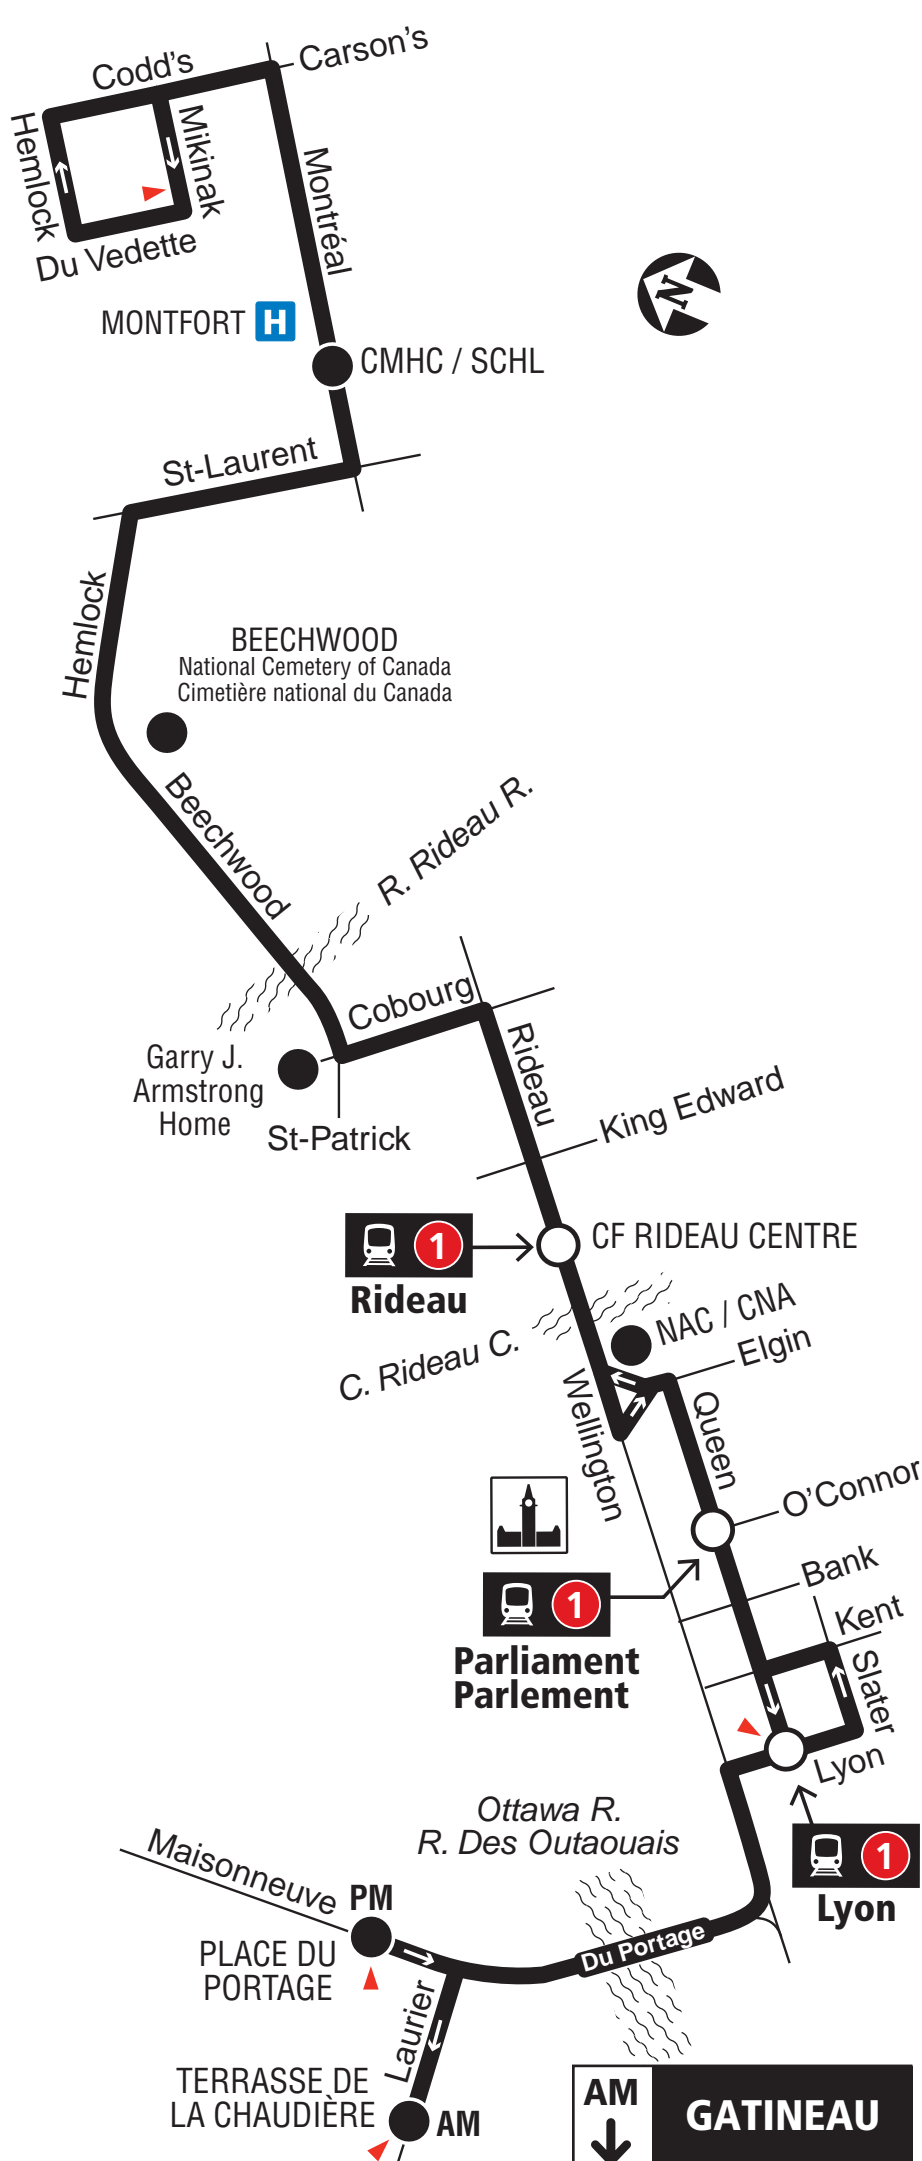 Carson's
Codd's
Hemlock
Mikinak
Montréal
Du Vedette
N
MONTFORT H
CMHC / SCHL
St-Laurent
Hemlock
BEECHWOOD
National Cemetery of Canada
Cimetière national du Canada
Beechwood
R. Rideau R.
Cobourg
Rideau
Garry J.
Armstrong
Home
St-Patrick
King Edward
1
Rideau
CF RIDEAU CENTRE
NAC / CNA
C. Rideau C.
Elgin
Wellington
Queen
O'Connor
Bank
1
Parliament
Parlement
Kent
Slater
Lyon
1
Lyon
Ottawa R.
R. Des Outaouais
Maisonneuve
PM
PLACE DU
PORTAGE
Du Portage
Laurier
TERRASSE DE
LA CHAUDIÈRE
AM
AM
GATINEAU